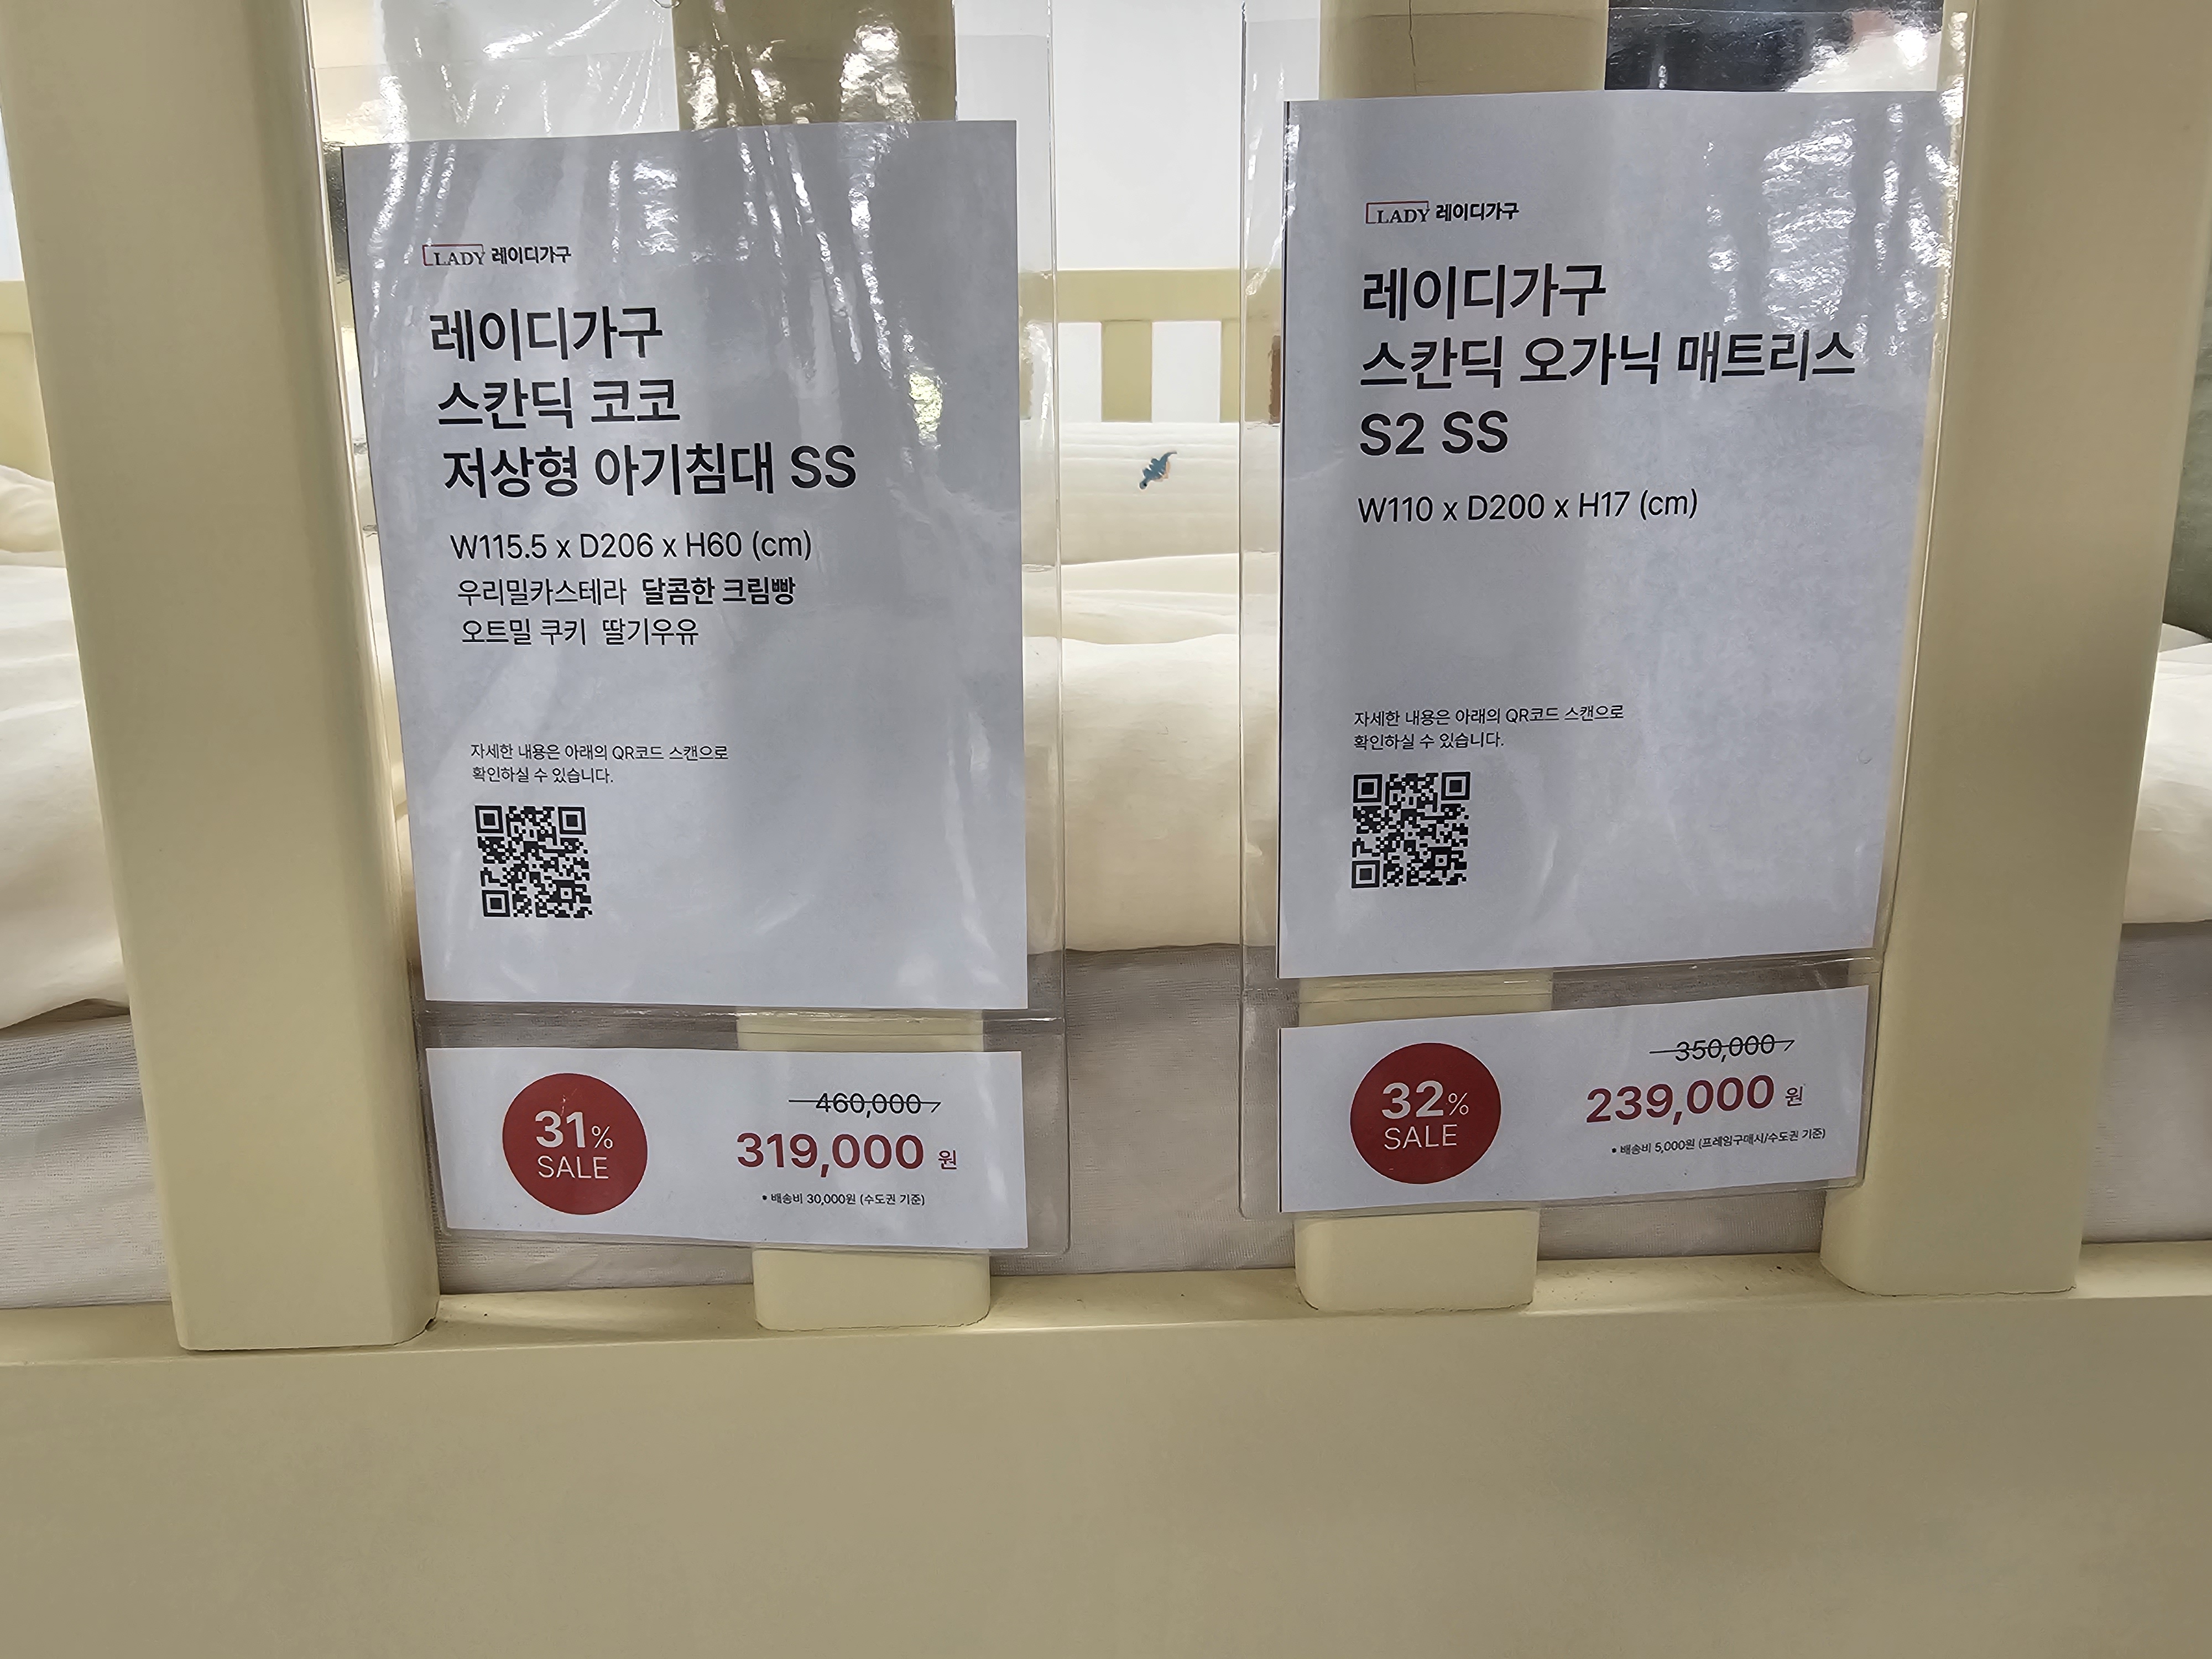 LADY 레이디가구
레이디가구
스칸딕 코코
저상형 아기침대 SS
W115.5 x D206 x H60 (cm)
우리밀카스테라 달콤한 크림빵
오트밀 쿠키 딸기우유
자세한 내용은 아래의 QR코드 스캔으로
확인하실 수 있습니다.
31%
SALE
460,000
319,000 원
• 배송비 30,000원 (수도권 기준)
LADY 레이디가구
레이디가구
스칸딕 오가닉 매트리스
S2 SS
W110 x D200 x H17 (cm)
자세한 내용은 아래의 QR코드 스캔으로
확인하실 수 있습니다.
32%
SALE
350,000
239,000 원
• 배송비 5,000원 (프레임구매시/수도권 기준)